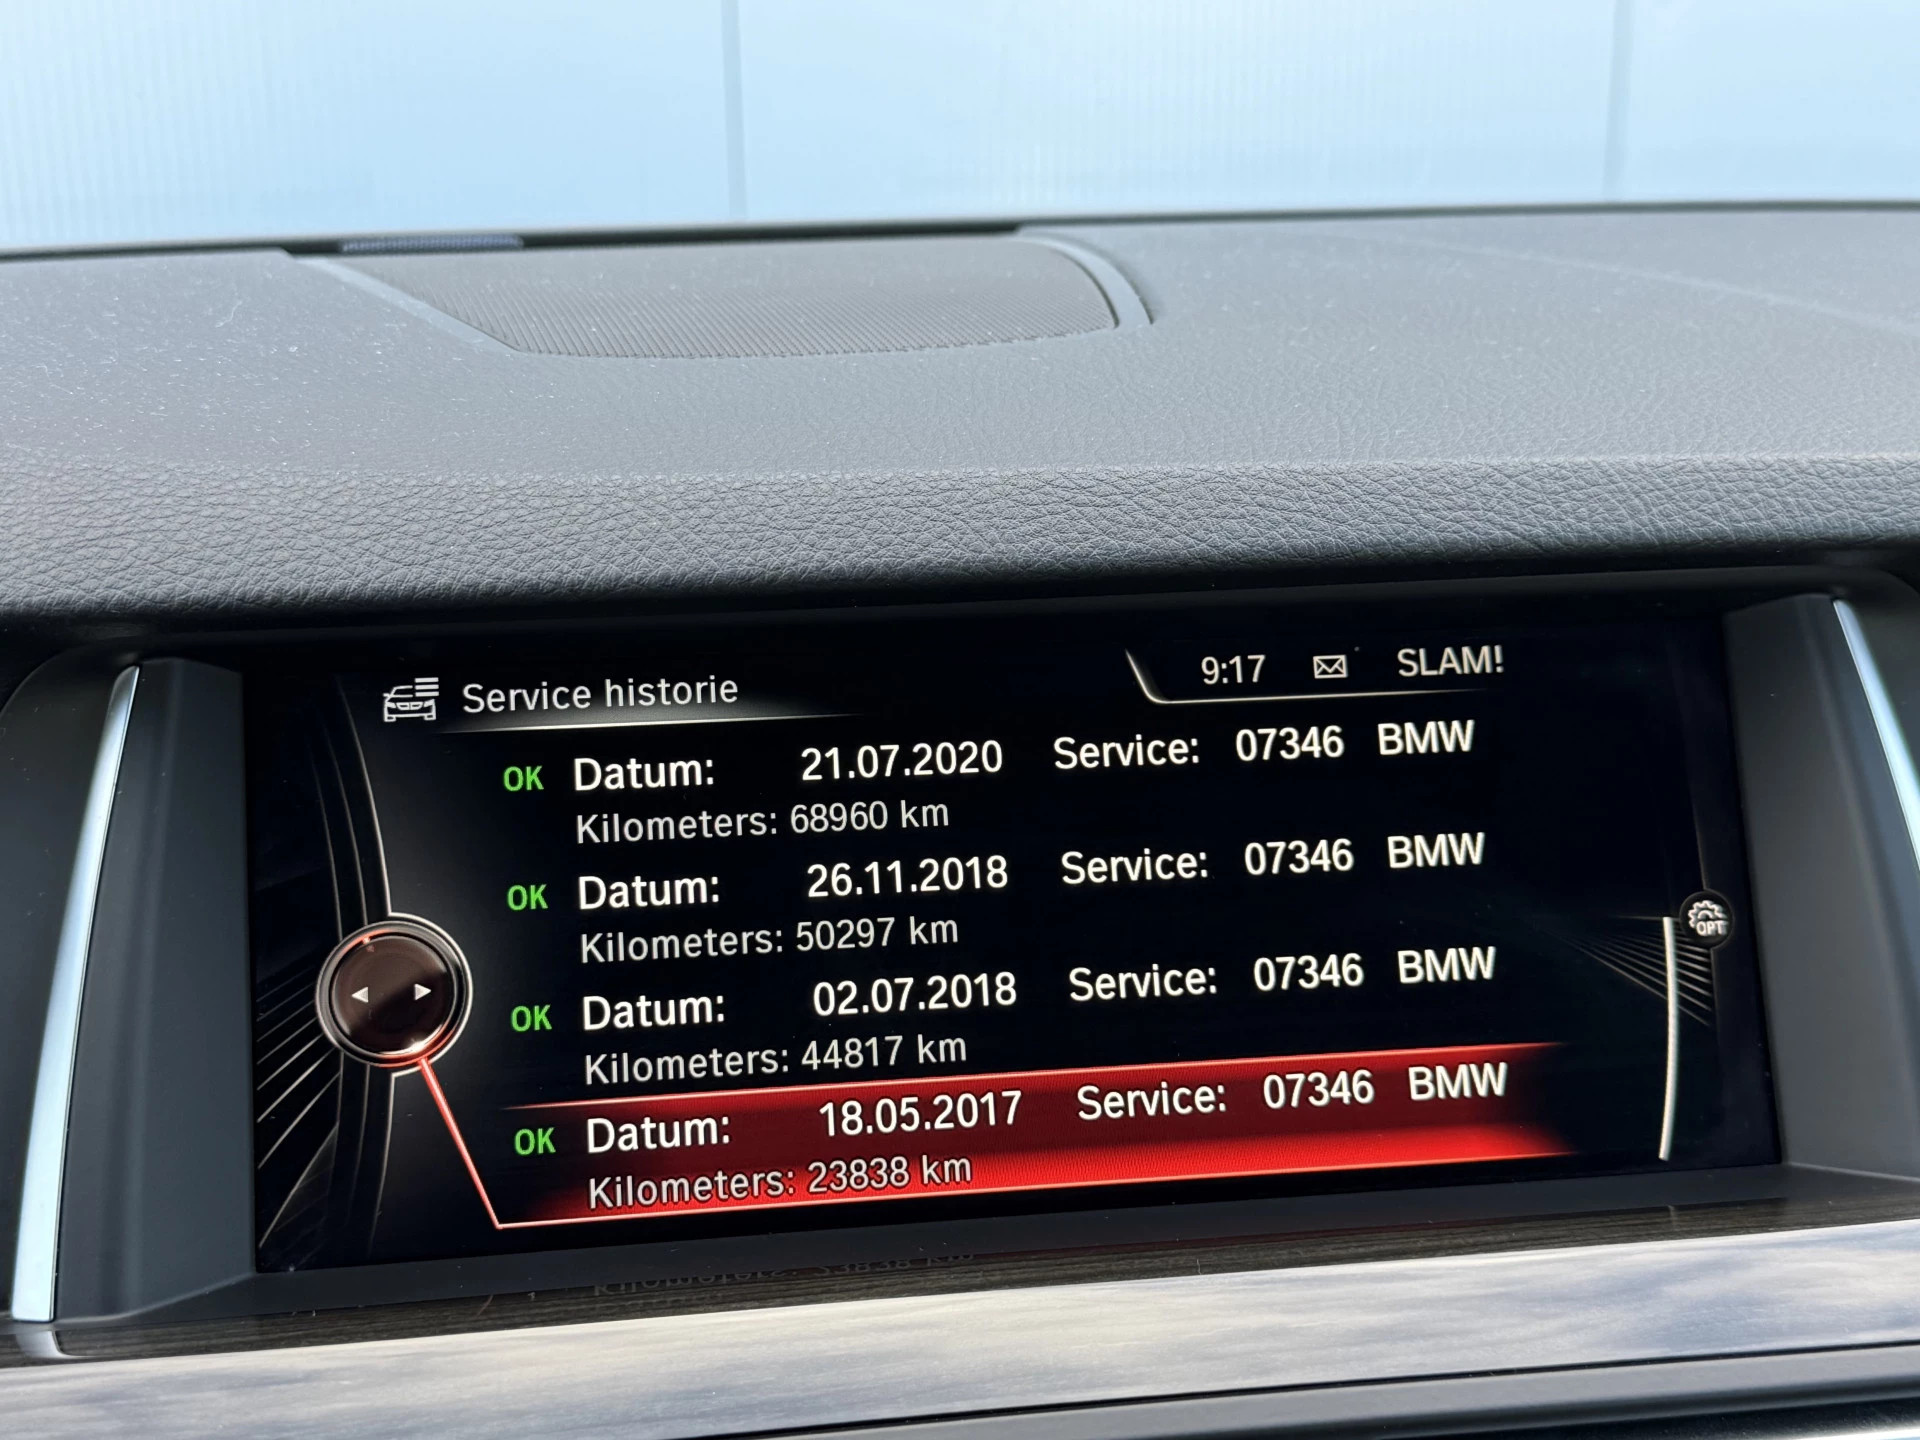 Service historie
9:17 SLAM!
OK Datum: 21.07.2020 Service: 07346 BMW
Kilometers: 68960 km
OK Datum: 26.11.2018 Service: 07346 BMW
Kilometers: 50297 km
OK Datum: 02.07.2018 Service: 07346 BMW
Kilometers: 44817 km
OK Datum: 18.05.2017 Service: 07346 BMW
Kilometers: 23838 km
OPT